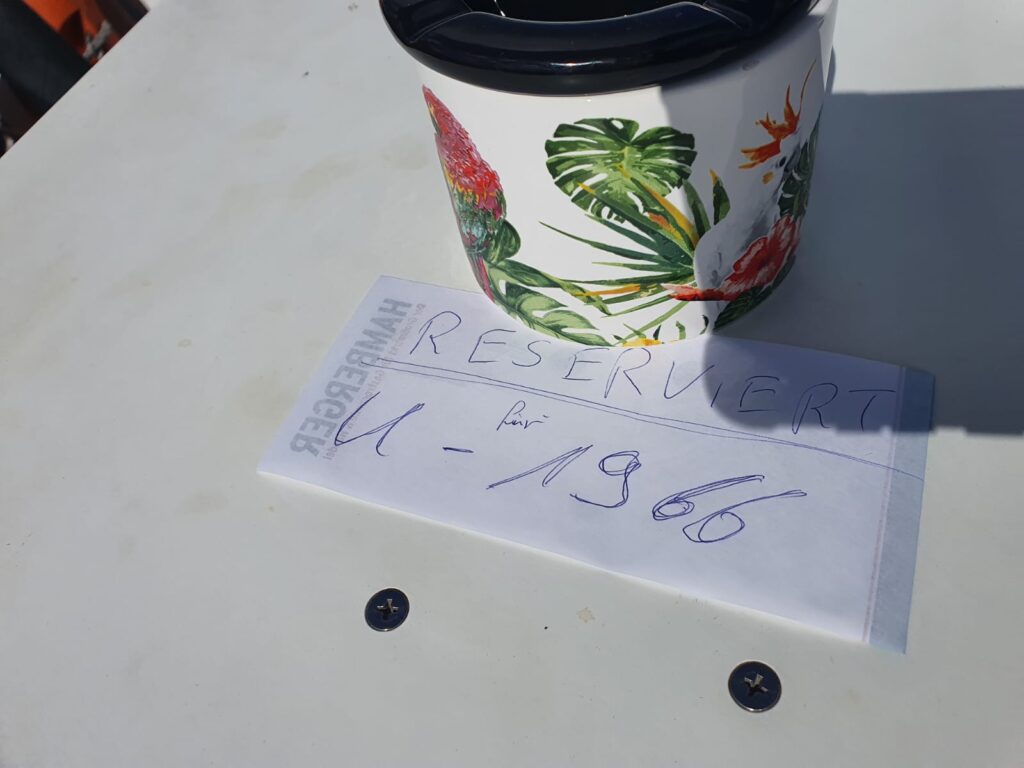 RESERVIERT
für
U - 1966
HAMBERGER